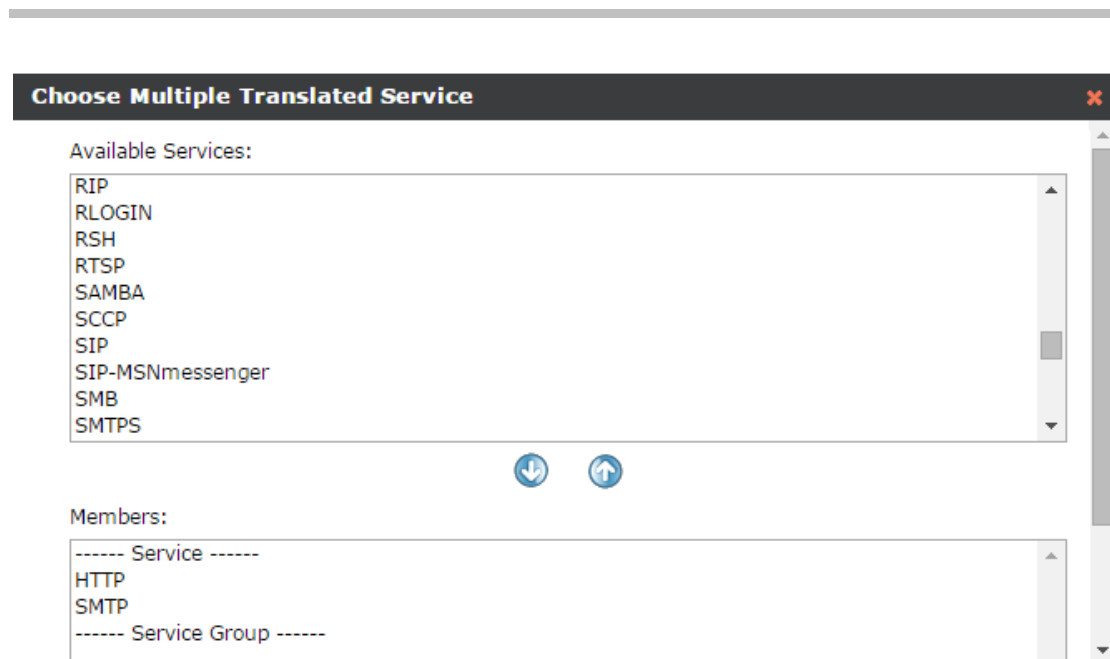 Choose Multiple Translated Service
Available Services:
RIP
RLOGIN
RSH
RTSP
SAMBA
SCCP
SIP
SIP-MSNmessenger
SMB
SMTPS
Members:
------ Service ------
HTTP
SMTP
------ Service Group ------